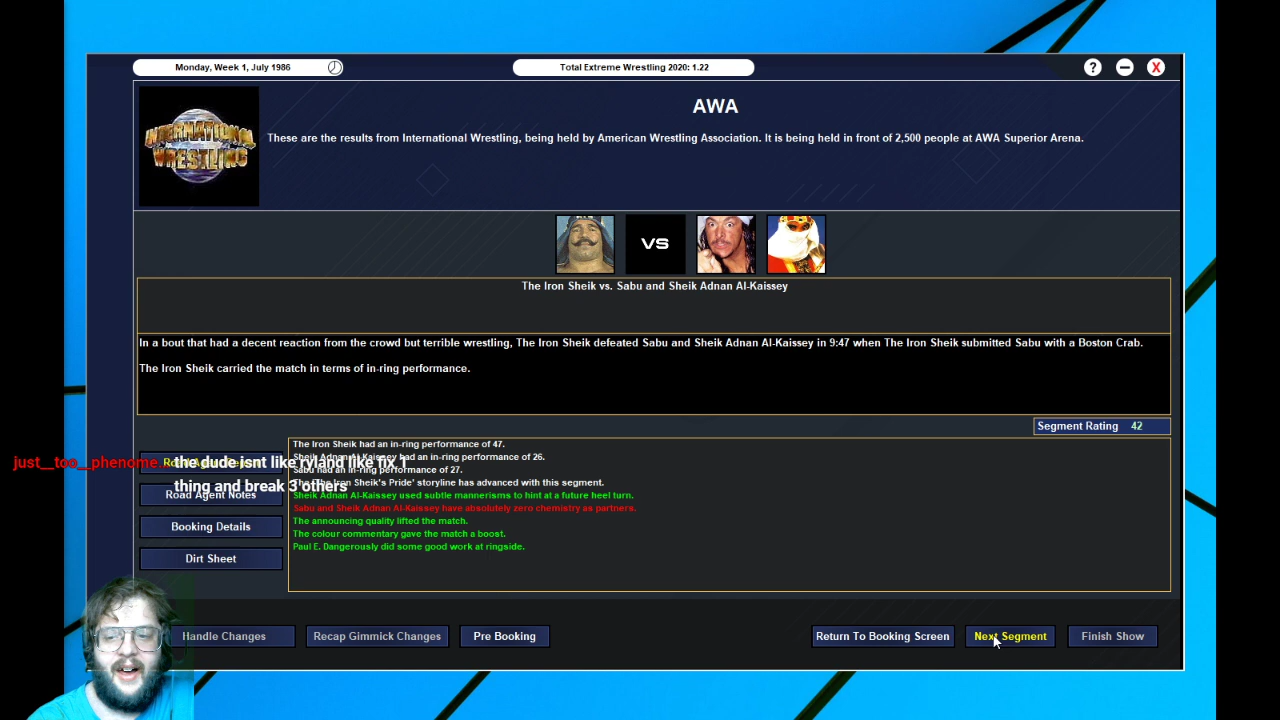 Monday, Week 1, July 1986
Total Extreme Wrestling 2020: 1.22
?
X
AWA
INTERNATIONAL
WRESTLING
These are the results from International Wrestling, being held by American Wrestling Association. It is being held in front of 2,500 people at AWA Superior Arena.
VS
The Iron Sheik vs. Sabu and Sheik Adnan Al-Kaissey
In a bout that had a decent reaction from the crowd but terrible wrestling, The Iron Sheik defeated Sabu and Sheik Adnan Al-Kaissey in 9:47 when The Iron Sheik submitted Sabu with a Boston Crab.
The Iron Sheik carried the match in terms of in-ring performance.
Segment Rating 42
The Iron Sheik had an in-ring performance of 47.
Sheik Adnan Al-Kaissey had an in-ring performance of 26.
Sabu had an in-ring performance of 27.
The 'The Iron Sheik's Pride' storyline has advanced with this segment.
Sheik Adnan Al-Kaissey used subtle mannerisms to hint at a future heel turn.
Sabu and Sheik Adnan Al-Kaissey have absolutely zero chemistry as partners.
The announcing quality lifted the match.
The colour commentary gave the match a boost.
Paul E. Dangerously did some good work at ringside.
just__too__phenome... the dude isnt like ryland like fix 1
thing and break 3 others
Road Agent Notes
Booking Details
Dirt Sheet
Handle Changes
Recap Gimmick Changes
Pre Booking
Return To Booking Screen
Next Segment
Finish Show